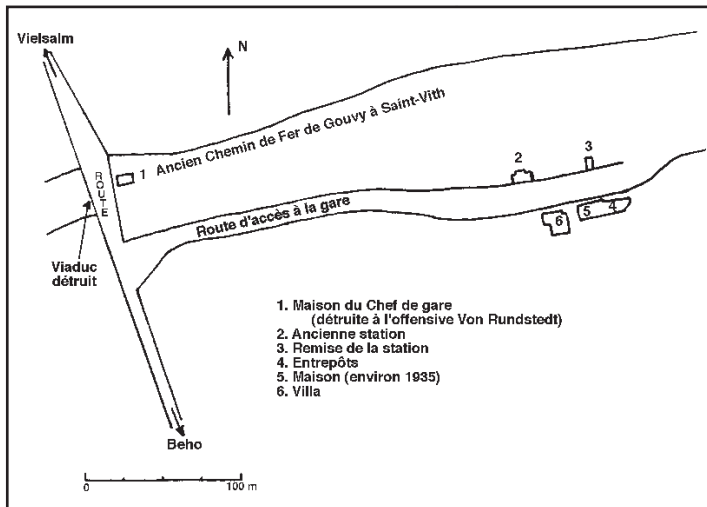 Vielsalm
N
1
Ancien Chemin de Fer de Gouvy à Saint-Vith
2
3
ROUTE
Route d'accès à la gare
6
5
4
Viaduc
détruit
1. Maison du Chef de gare
(détruite à l'offensive Von Rundstedt)
2. Ancienne station
3. Remise de la station
4. Entrepôts
5. Maison (environ 1935)
6. Villa
Beho
0
100 m